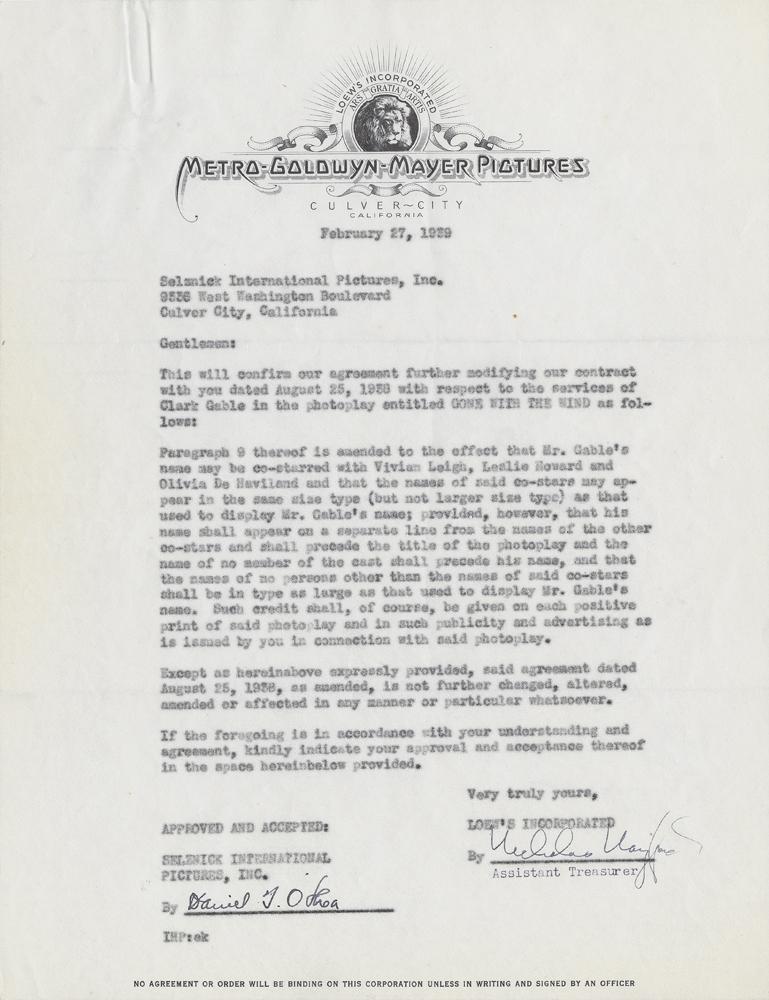 LOEW'S INCORPORATED
ARS GRATIA ARTIS
METRO-GOLDWYN-MAYER PICTURES
CULVER~CITY
CALIFORNIA
February 27, 1939
Selznick International Pictures, Inc.
9336 West Washington Boulevard
Culver City, California
Gentlemen:
This will confirm our agreement further modifying our contract
with you dated August 25, 1938 with respect to the services of
Clark Gable in the photoplay entitled GONE WITH THE WIND as fol-
lows:
Paragraph 9 thereof is amended to the effect that Mr. Gable's
name may be co-starred with Vivian Leigh, Leslie Howard and
Olivia De Haviland and that the names of said co-stars may ap-
pear in the same size type (but not larger size type) as that
used to display Mr. Gable's name; provided, however, that his
name shall appear on a separate line from the names of the other
co-stars and shall precede the title of the photoplay and the
name of no member of the cast shall precede his name, and that
the names of no persons other than the names of said co-stars
shall be in type as large as that used to display Mr. Gable's
name. Such credit shall, of course, be given on each positive
print of said photoplay and in such publicity and advertising as
is issued by you in connection with said photoplay.
Except as hereinabove expressly provided, said agreement dated
August 25, 1938, as amended, is not further changed, altered,
amended or affected in any manner or particular whatsoever.
If the foregoing is in accordance with your understanding and
agreement, kindly indicate your approval and acceptance thereof
in the space hereinbelow provided.
Very truly yours,
APPROVED AND ACCEPTED:
LOEW'S INCORPORATED
By
Assistant Treasurer
SELZNICK INTERNATIONAL
PICTURES, INC.
By Daniel T. O'Shea
IHP:ek
NO AGREEMENT OR ORDER WILL BE BINDING ON THIS CORPORATION UNLESS IN WRITING AND SIGNED BY AN OFFICER